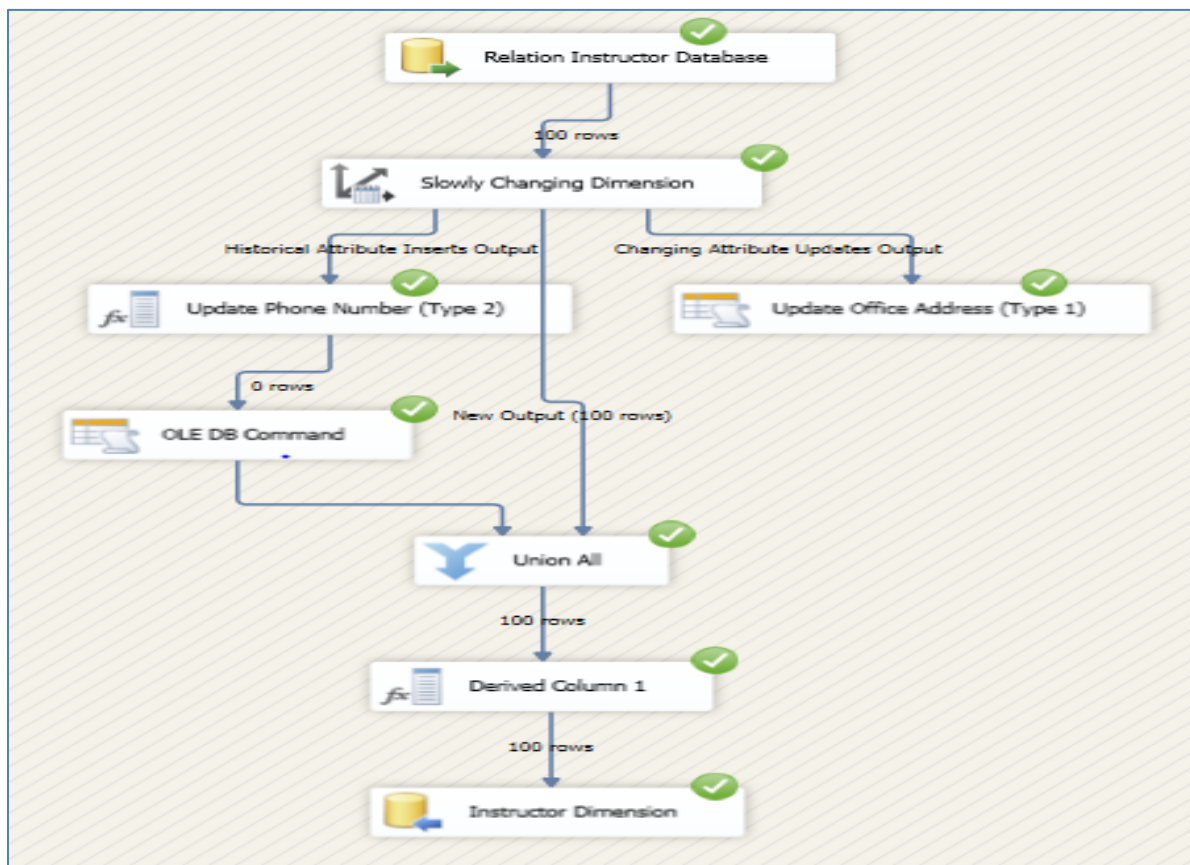 Relation Instructor Database
100 rows
Slowly Changing Dimension
Historical Attribute Inserts Output
Changing Attribute Updates Output
fx Update Phone Number (Type 2)
Update Office Address (Type 1)
0 rows
New Output (100 rows)
OLE DB Command
Union All
100 rows
fx Derived Column 1
100 rows
Instructor Dimension